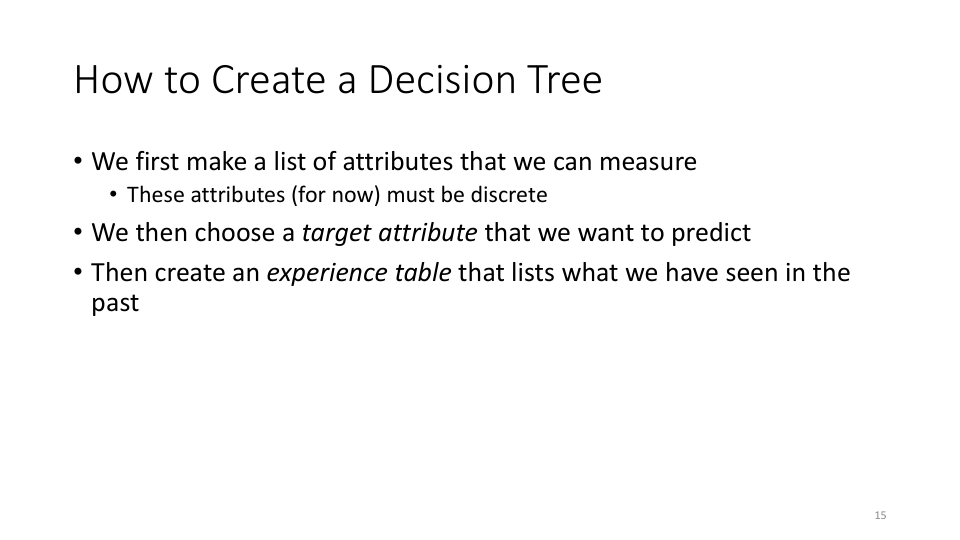 How to Create a Decision Tree
• We first make a list of attributes that we can measure
• These attributes (for now) must be discrete
• We then choose a target attribute that we want to predict
• Then create an experience table that lists what we have seen in the
past
15